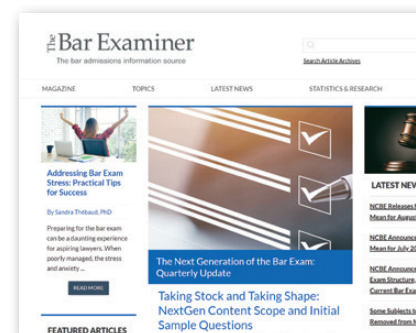 The Bar Examiner
The bar admissions information source
Search Article Archives
MAGAZINE TOPICS LATEST NEWS STATISTICS & RESEARCH
Addressing Bar Exam
Stress: Practical Tips
for Success
By Sandra Thébaud, PhD
Preparing for the bar exam
can be a daunting experience
for aspiring lawyers. When
poorly managed, the stress
and anxiety ...
READ MORE
FEATURED ARTICLES
The Next Generation of the Bar Exam:
Quarterly Update
Taking Stock and Taking Shape:
NextGen Content Scope and Initial
Sample Questions
LATEST NEW
NCBE Releases
Mean for August
NCBE Announce
Mean for July 20
NCBE Announce
Exam Structure,
Current Bar Exa
Some Subjects
Removed from